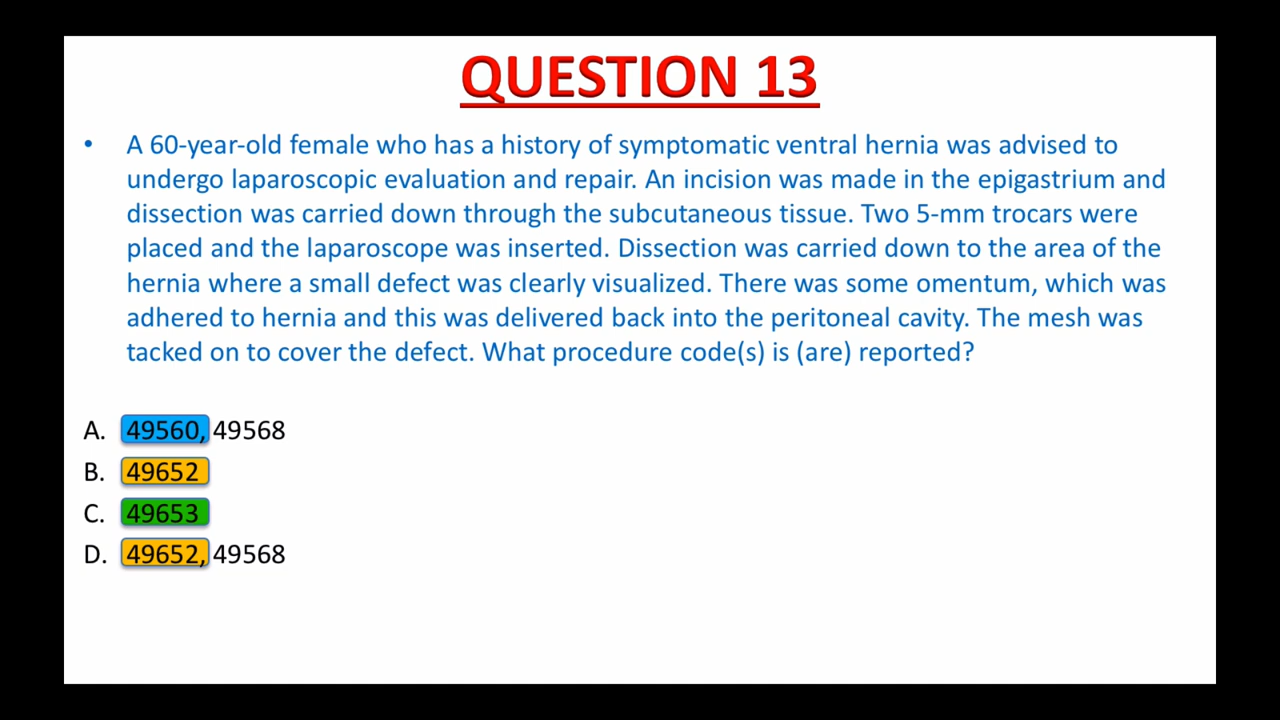 QUESTION 13
• A 60-year-old female who has a history of symptomatic ventral hernia was advised to
undergo laparoscopic evaluation and repair. An incision was made in the epigastrium and
dissection was carried down through the subcutaneous tissue. Two 5-mm trocars were
placed and the laparoscope was inserted. Dissection was carried down to the area of the
hernia where a small defect was clearly visualized. There was some omentum, which was
adhered to hernia and this was delivered back into the peritoneal cavity. The mesh was
tacked on to cover the defect. What procedure code(s) is (are) reported?
A. 49560, 49568
B. 49652
C. 49653
D. 49652, 49568